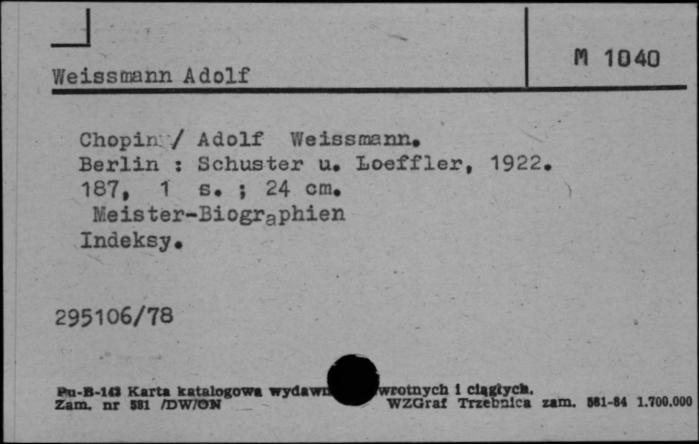 M 1040
Weissmann Adolf
Chopin / Adolf Weissmann.
Berlin : Schuster u. Loeffler, 1922.
187, 1 s. ; 24 cm.
Meister-Biographien
Indeksy.
295106/78
Pu-B-143 Karta katalogowa wrotnych i ciągłych.
Zam. nr 581 /DW/ON WZGraf Trzebnica zam. 581-84 1.700.000